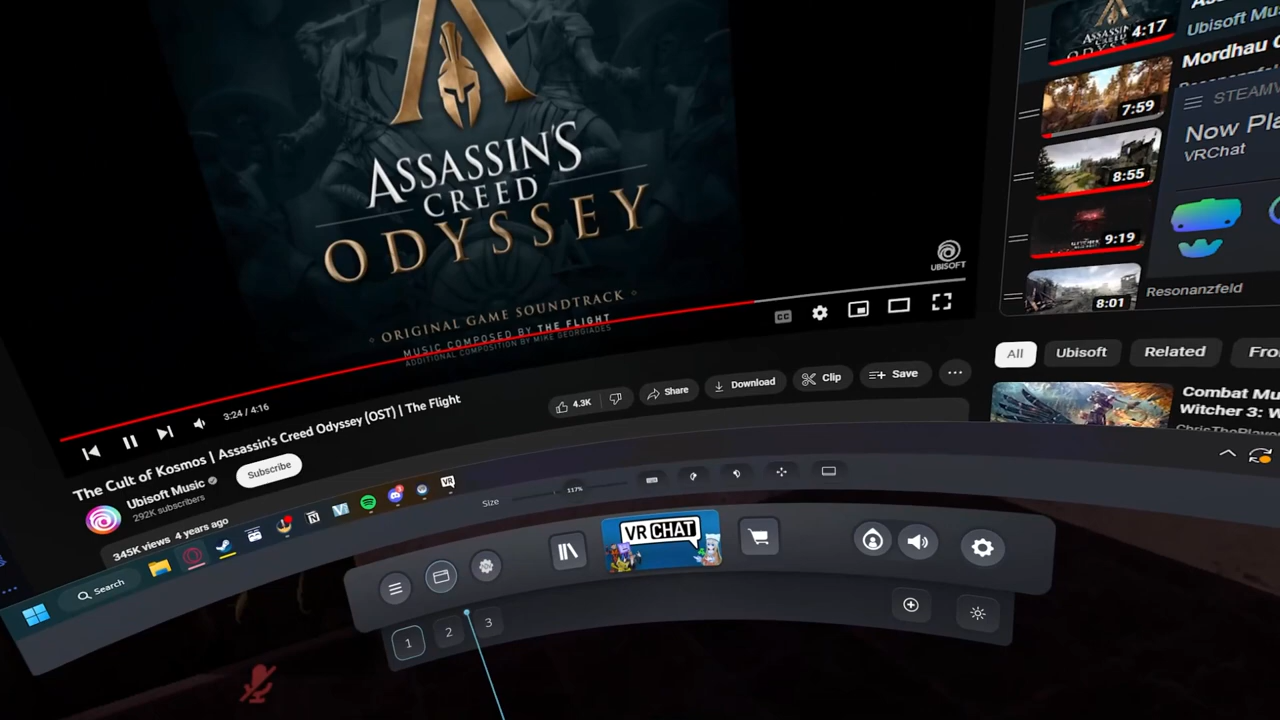 ASSASSIN'S
CREED
ODYSSEY
ORIGINAL GAME SOUNDTRACK
MUSIC COMPOSED BY THE FLIGHT
ADDITIONAL COMPOSITION BY MIKE GEORGIADES
UBISOFT
CC
3:24 / 4:16
The Cult of Kosmos | Assassin's Creed Odyssey (OST) | The Flight
Ubisoft Music
292K subscribers
Subscribe
4.3K
Share
Download
Clip
Save
345K views 4 years ago
4:17
Ubisoft Mus
Mordhau
7:59
8:55
9:19
8:01
Resonanzfeld
STEAMV
Now Pla
VRChat
All
Ubisoft
Related
Fro
Combat Mu
Witcher 3: W
Search
VR
Size
117%
VR CHAT
1
2
3